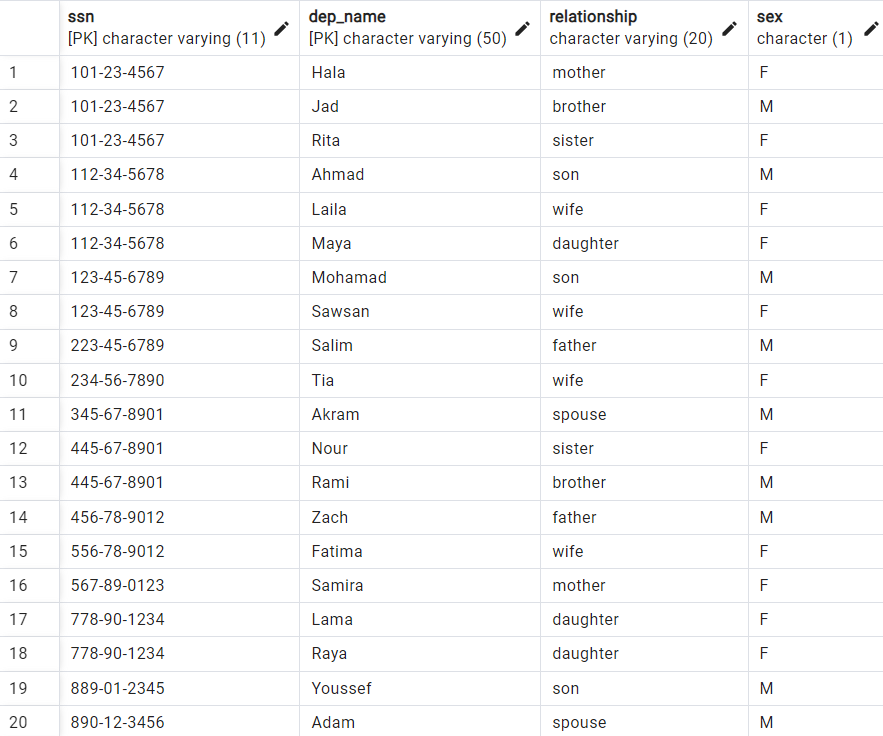 ssn dep_name relationship sex
[PK] character varying (11) [PK] character varying (50) character varying (20) character (1)
1 101-23-4567 Hala mother F
2 101-23-4567 Jad brother M
3 101-23-4567 Rita sister F
4 112-34-5678 Ahmad son M
5 112-34-5678 Laila wife F
6 112-34-5678 Maya daughter F
7 123-45-6789 Mohamad son M
8 123-45-6789 Sawsan wife F
9 223-45-6789 Salim father M
10 234-56-7890 Tia wife F
11 345-67-8901 Akram spouse M
12 445-67-8901 Nour sister F
13 445-67-8901 Rami brother M
14 456-78-9012 Zach father M
15 556-78-9012 Fatima wife F
16 567-89-0123 Samira mother F
17 778-90-1234 Lama daughter F
18 778-90-1234 Raya daughter F
19 889-01-2345 Youssef son M
20 890-12-3456 Adam spouse M